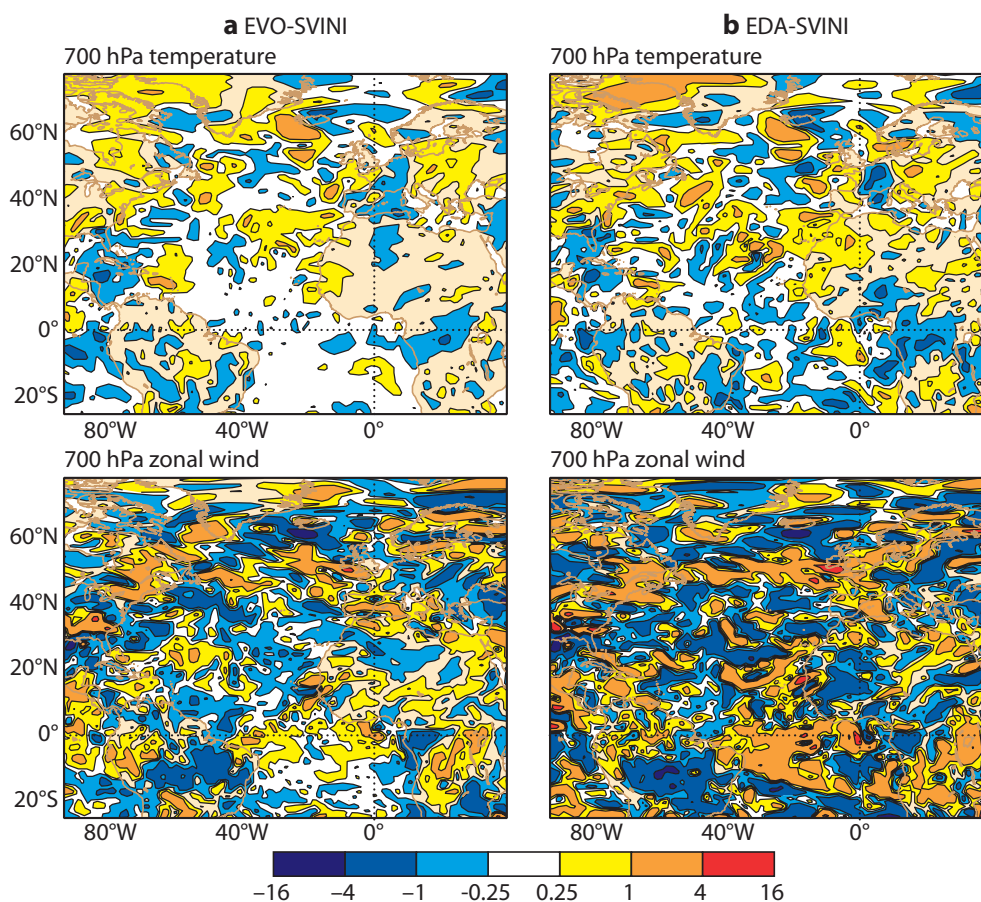 a EVO-SVINI
b EDA-SVINI
700 hPa temperature
700 hPa temperature
60°N
40°N
20°N
0°
20°S
80°W 40°W 0°
80°W 40°W 0°
700 hPa zonal wind
700 hPa zonal wind
60°N
40°N
20°N
0°
20°S
80°W 40°W 0°
80°W 40°W 0°
–16 –4 –1 -0.25 0.25 1 4 16